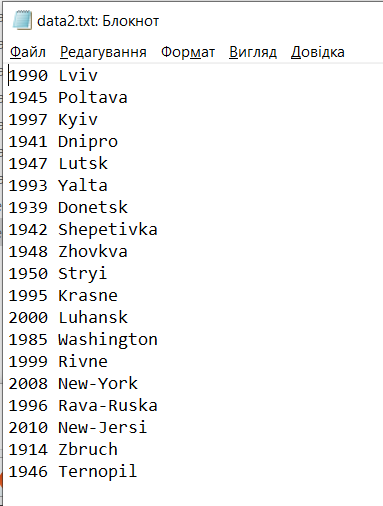 data2.txt: Блокнот
Файл Редагування Формат Вигляд Довідка
1990 Lviv
1945 Poltava
1997 Kyiv
1941 Dnipro
1947 Lutsk
1993 Yalta
1939 Donetsk
1942 Shepetivka
1948 Zhovkva
1950 Stryi
1995 Krasne
2000 Luhansk
1985 Washington
1999 Rivne
2008 New-York
1996 Rava-Ruska
2010 New-Jersi
1914 Zbruch
1946 Ternopil